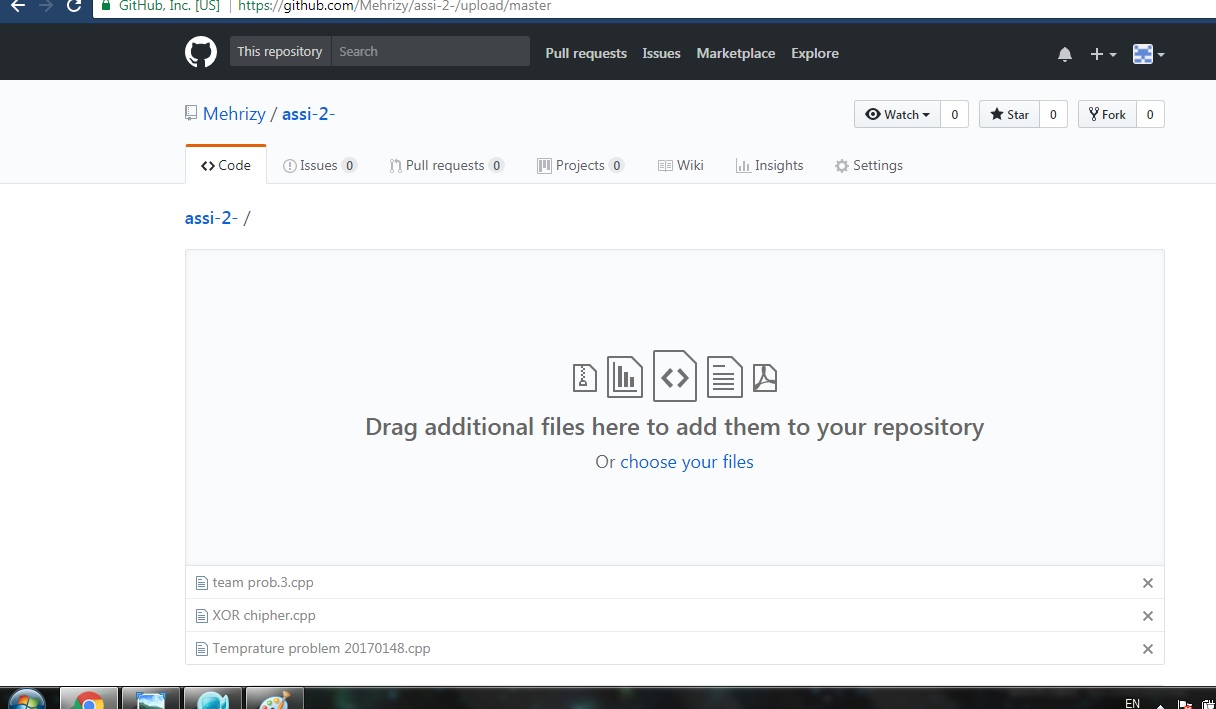 GitHub, Inc. [US] | https://github.com/Mehrizy/assi-2-/upload/master
This repository Search Pull requests Issues Marketplace Explore
Mehrizy / assi-2- Watch 0 Star 0 Fork 0
Code Issues 0 Pull requests 0 Projects 0 Wiki Insights Settings
assi-2- /
Drag additional files here to add them to your repository
Or choose your files
team prob.3.cpp
XOR chipher.cpp
Temprature problem 20170148.cpp
EN